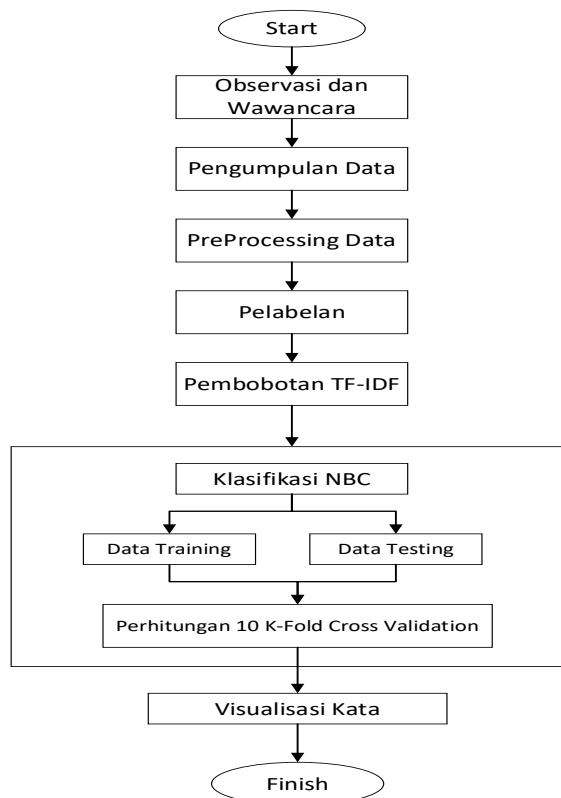 Start
Observasi dan
Wawancara
Pengumpulan Data
PreProcessing Data
Pelabelan
Pembobotan TF-IDF
Klasifikasi NBC
Data Training
Data Testing
Perhitungan 10 K-Fold Cross Validation
Visualisasi Kata
Finish